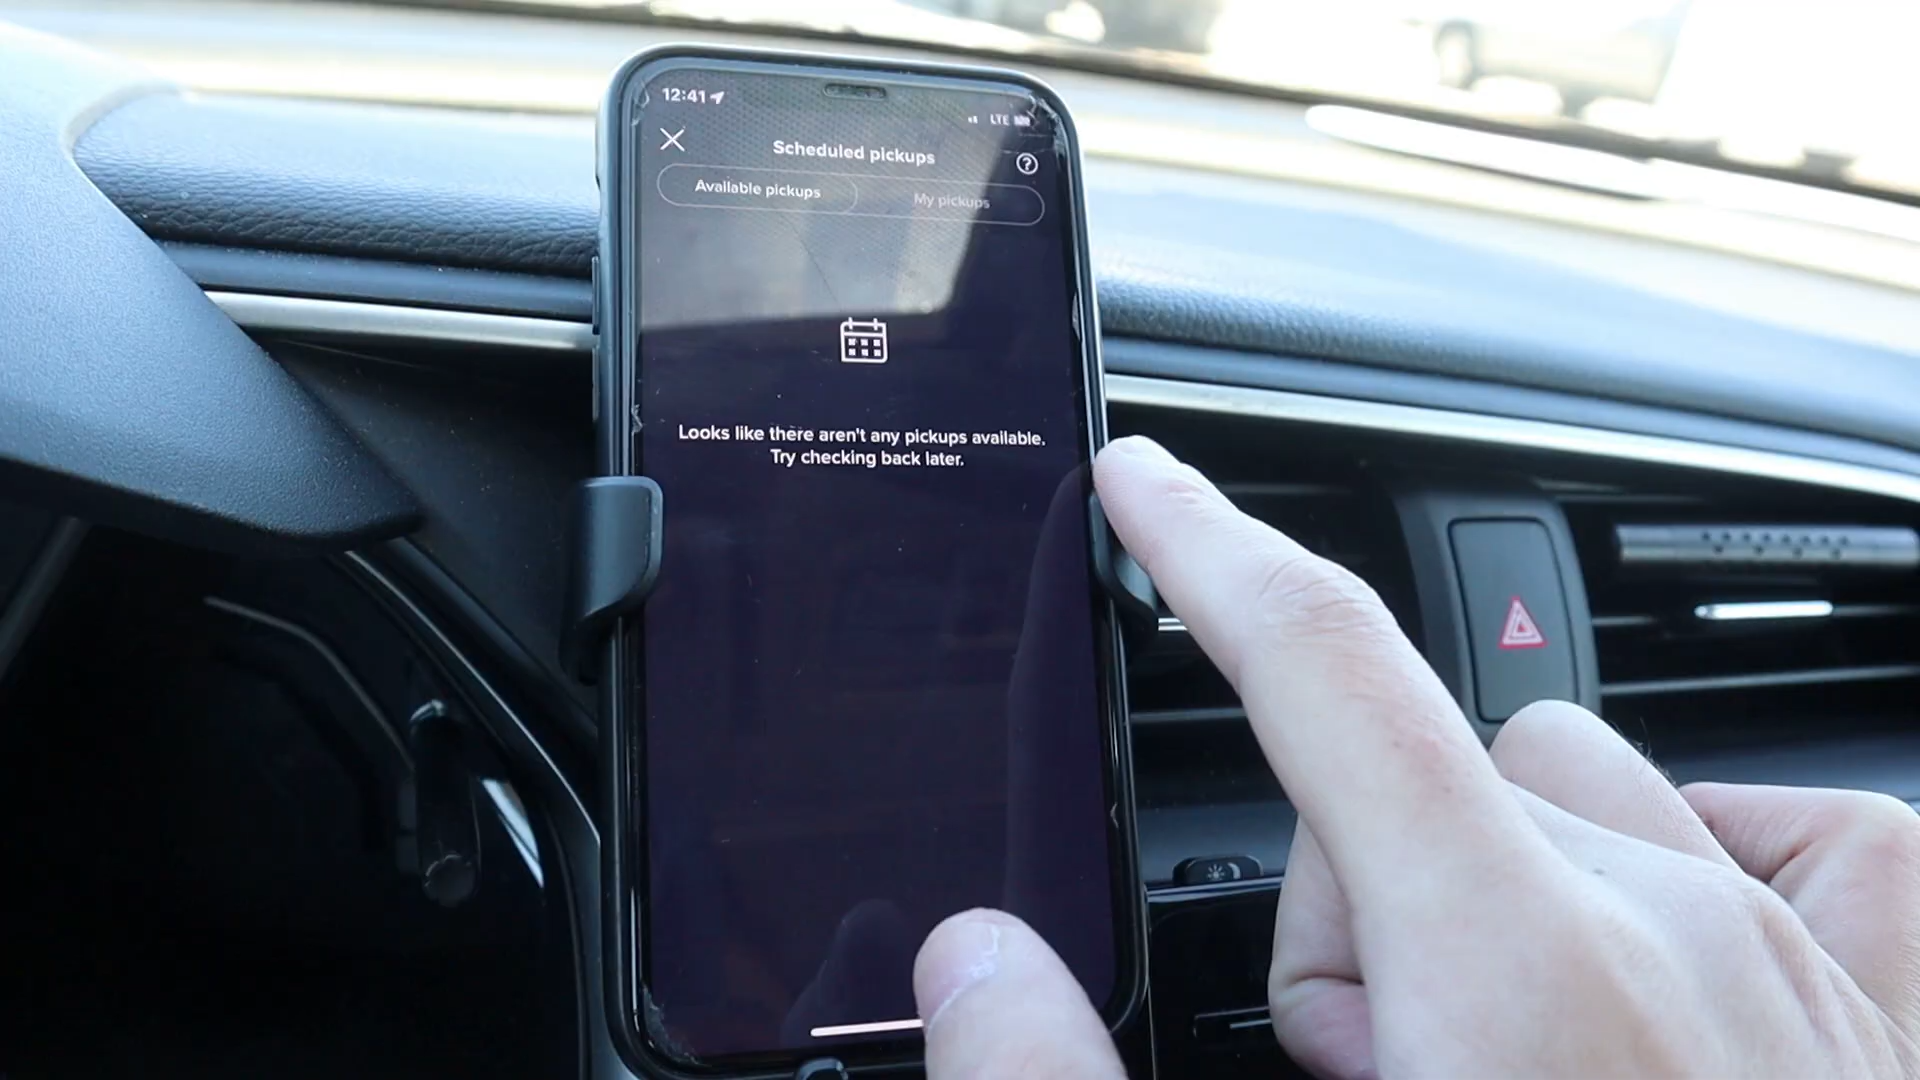 12:41
LTE
Scheduled pickups
?
Available pickups
My pickups
Looks like there aren't any pickups available.
Try checking back later.